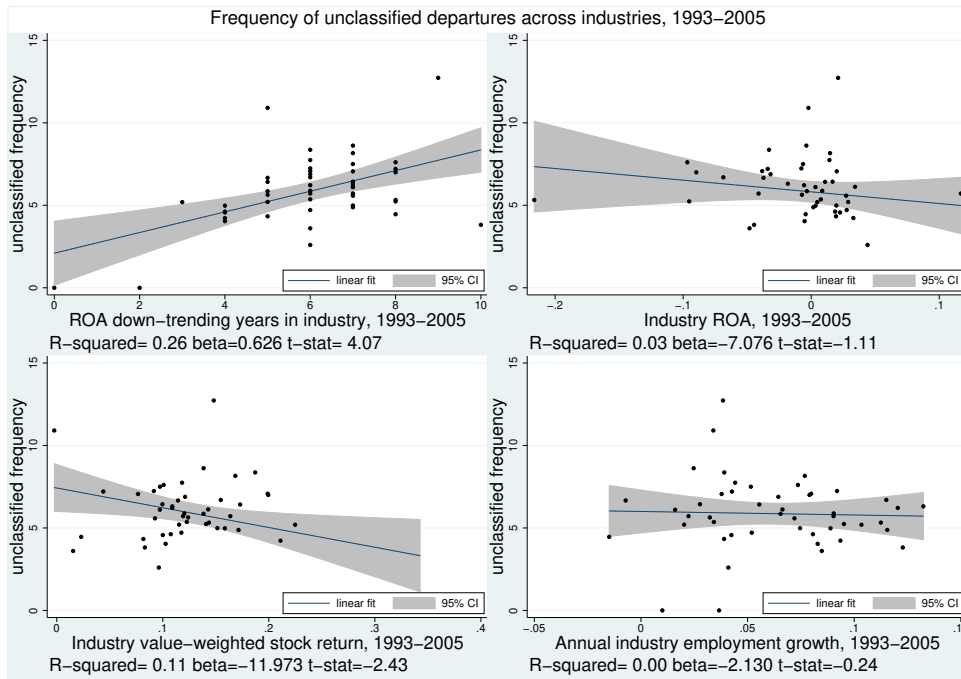 Frequency of unclassified departures across industries, 1993−2005
15
10
5
0
unclassified frequency
0 2 4 6 8 10
linear fit 95% CI
ROA down−trending years in industry, 1993−2005
R−squared= 0.26 beta=0.626 t−stat= 4.07
15
10
5
0
unclassified frequency
−.2 −.1 0 .1
linear fit 95% CI
Industry ROA, 1993−2005
R−squared= 0.03 beta=−7.076 t−stat=−1.11
15
10
5
0
unclassified frequency
0 .1 .2 .3 .4
linear fit 95% CI
Industry value−weighted stock return, 1993−2005
R−squared= 0.11 beta=−11.973 t−stat=−2.43
15
10
5
0
unclassified frequency
−.05 0 .05 .1 .1
linear fit 95% CI
Annual industry employment growth, 1993−2005
R−squared= 0.00 beta=−2.130 t−stat=−0.24